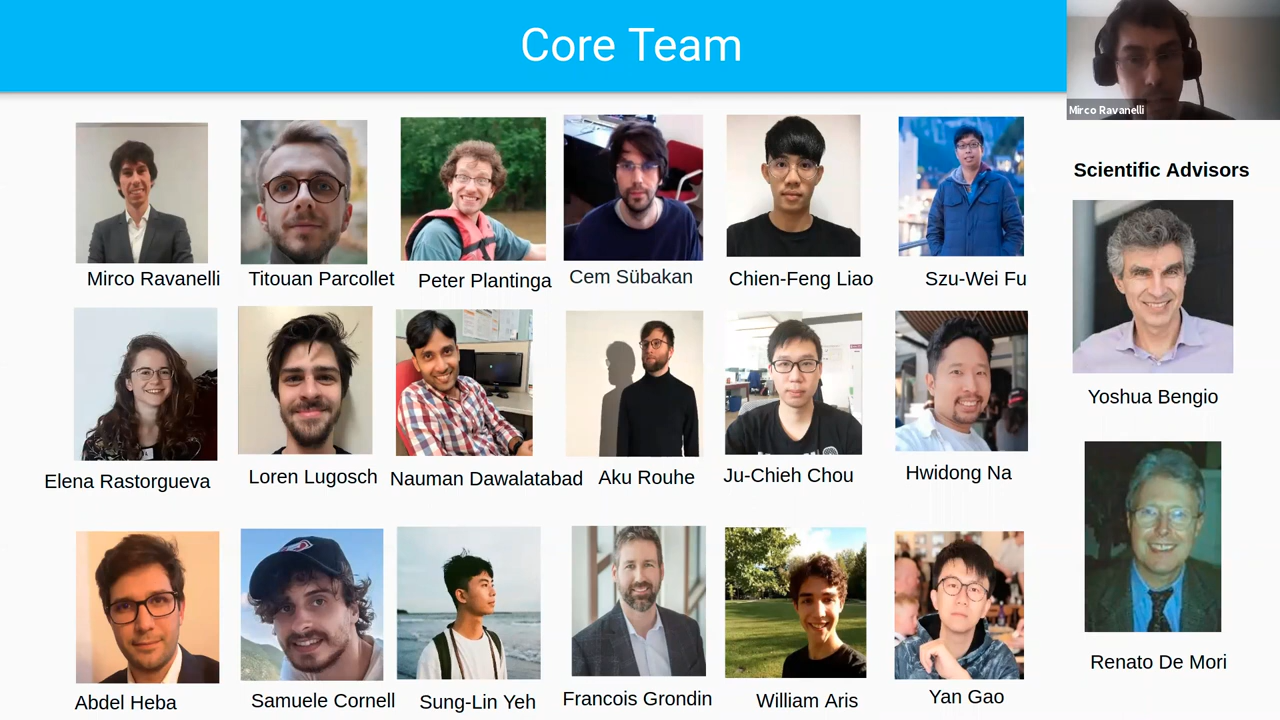 Core Team
Mirco Ravanelli
Scientific Advisors
Mirco Ravanelli
Titouan Parcollet
Peter Plantinga
Cem Sübakan
Chien-Feng Liao
Szu-Wei Fu
Yoshua Bengio
Elena Rastorgueva
Loren Lugosch
Nauman Dawalatabad
Aku Rouhe
Ju-Chieh Chou
Hwidong Na
Renato De Mori
Abdel Heba
Samuele Cornell
Sung-Lin Yeh
Francois Grondin
William Aris
Yan Gao